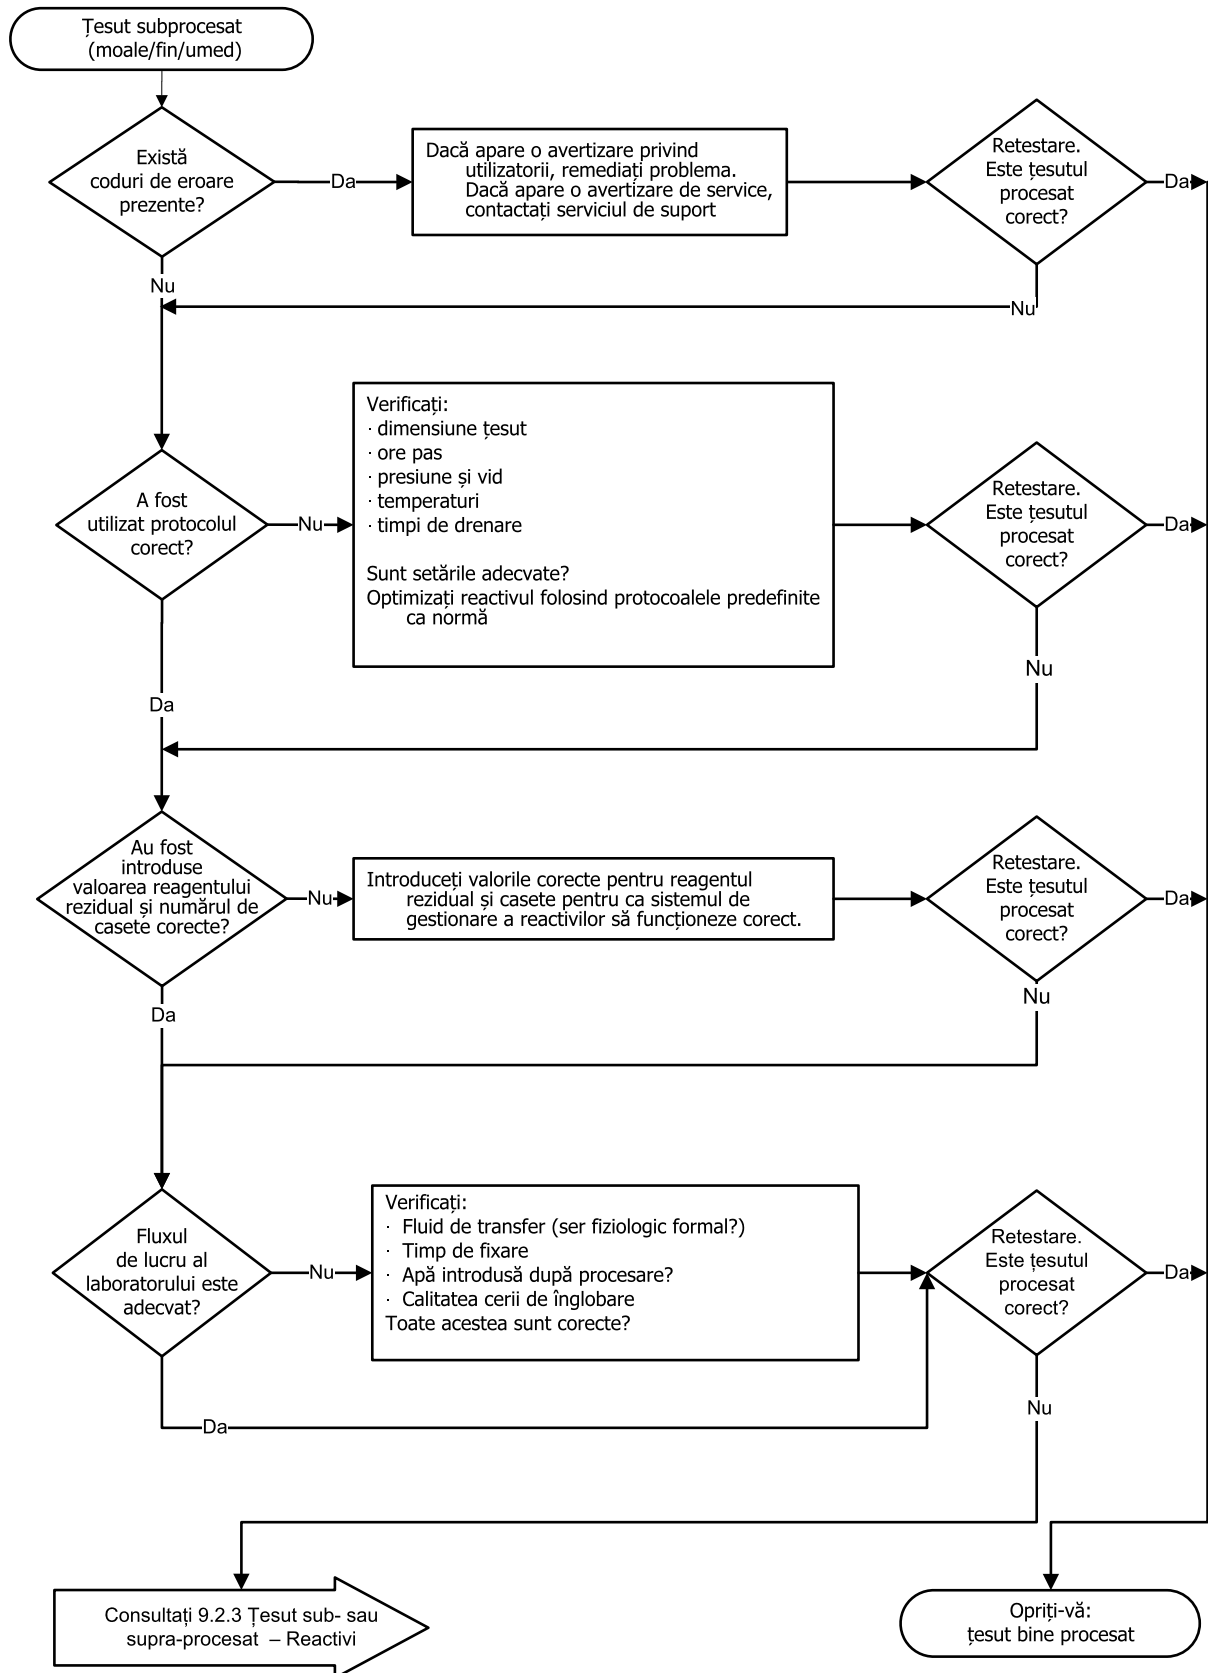 Țesut subprocesat
(moale/fin/umed)
Există
coduri de eroare
prezente?
Da
Dacă apare o avertizare privind
utilizatorii, remediați problema.
Dacă apare o avertizare de service,
contactați serviciul de suport
Retestare.
Este țesutul
procesat
corect?
Da
Nu
Nu
A fost
utilizat protocolul
corect?
Nu
Verificați:
· dimensiune țesut
· ore pas
· presiune și vid
· temperaturi
· timpi de drenare
Sunt setările adecvate?
Optimizați reactivul folosind protocoalele predefinite
ca normă
Retestare.
Este țesutul
procesat
corect?
Da
Nu
Da
Au fost
introduse
valoarea reagentului
rezidual și numărul de
casete corecte?
Nu
Introduceți valorile corecte pentru reagentul
rezidual și casete pentru ca sistemul de
gestionare a reactivilor să funcționeze corect.
Retestare.
Este țesutul
procesat
corect?
Da
Nu
Da
Fluxul
de lucru al
laboratorului este
adecvat?
Nu
Verificați:
· Fluid de transfer (ser fiziologic formal?)
· Timp de fixare
· Apă introdusă după procesare?
· Calitatea cerii de înglobare
Toate acestea sunt corecte?
Retestare.
Este țesutul
procesat
corect?
Da
Nu
Da
Consultați 9.2.3 Țesut sub- sau
supra-procesat – Reactivi
Opriți-vă:
țesut bine procesat